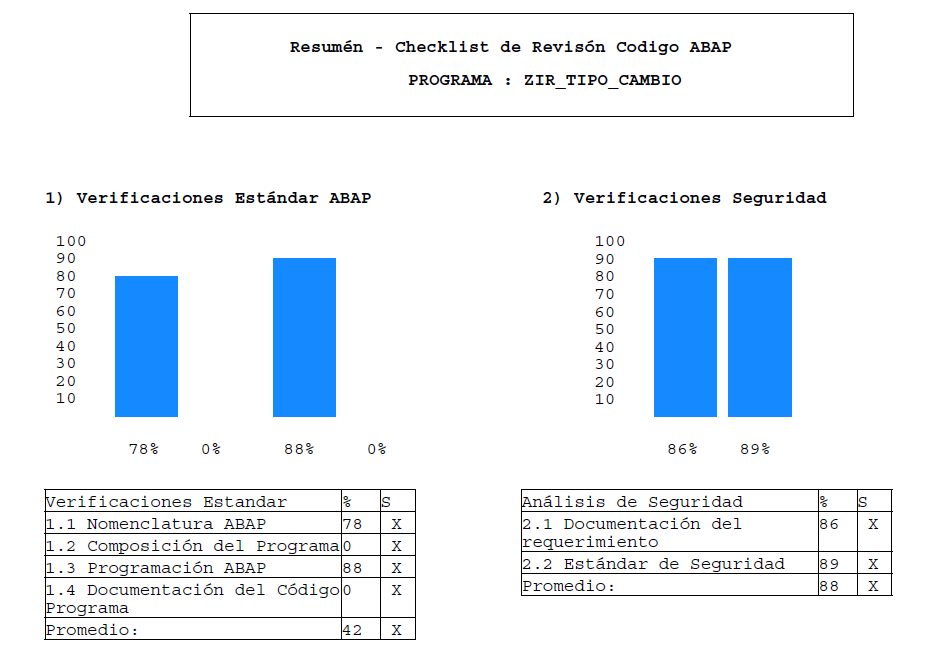 Resumén - Checklist de Revisón Codigo ABAP
PROGRAMA : ZIR_TIPO_CAMBIO
1) Verificaciones Estándar ABAP
100
90
80
70
60
50
40
30
20
10
78% 0% 88% 0%
Verificaciones Estandar % S
1.1 Nomenclatura ABAP 78 X
1.2 Composición del Programa 0 X
1.3 Programación ABAP 88 X
1.4 Documentación del Código 0 X
Programa
Promedio: 42 X
2) Verificaciones Seguridad
100
90
80
70
60
50
40
30
20
10
86% 89%
Análisis de Seguridad % S
2.1 Documentación del 86 X
requerimiento
2.2 Estándar de Seguridad 89 X
Promedio: 88 X